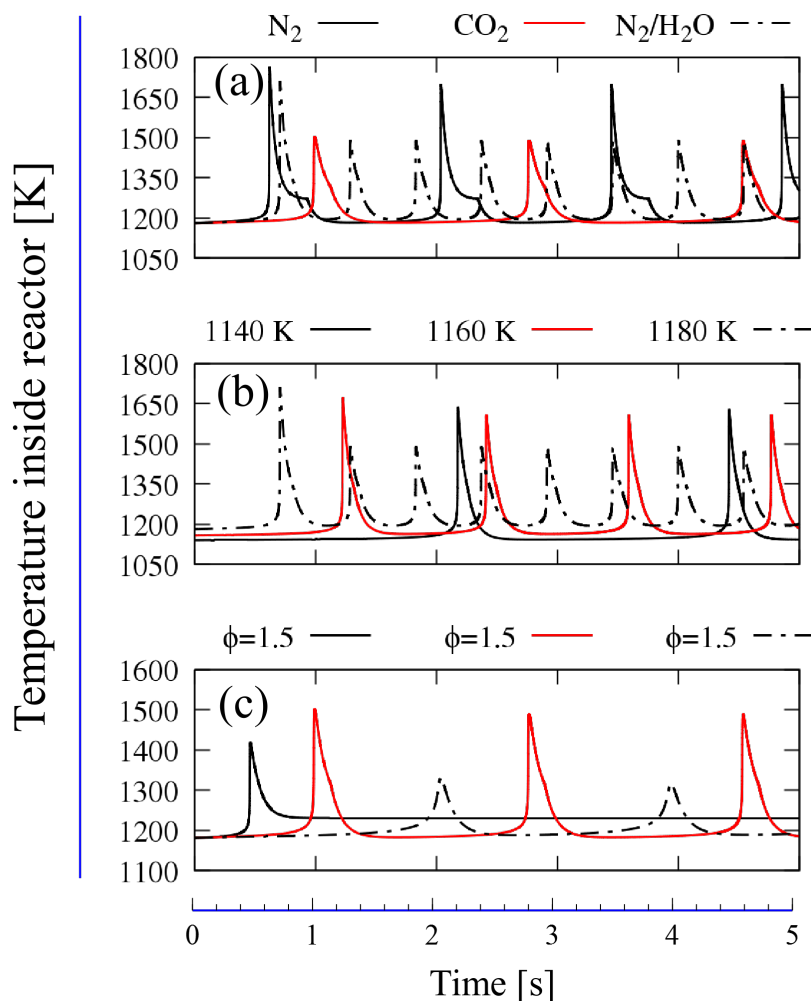 N2 CO2 N2/H2O
1800
(a)
1650
1500
1350
1200
1050
1140 K 1160 K 1180 K
1800
(b)
1650
1500
1350
1200
1050
ϕ=1.5 ϕ=1.5 ϕ=1.5
1600
(c)
1500
1400
1300
1200
1100
0 1 2 3 4 5
Time [s]
Temperature inside reactor [K]